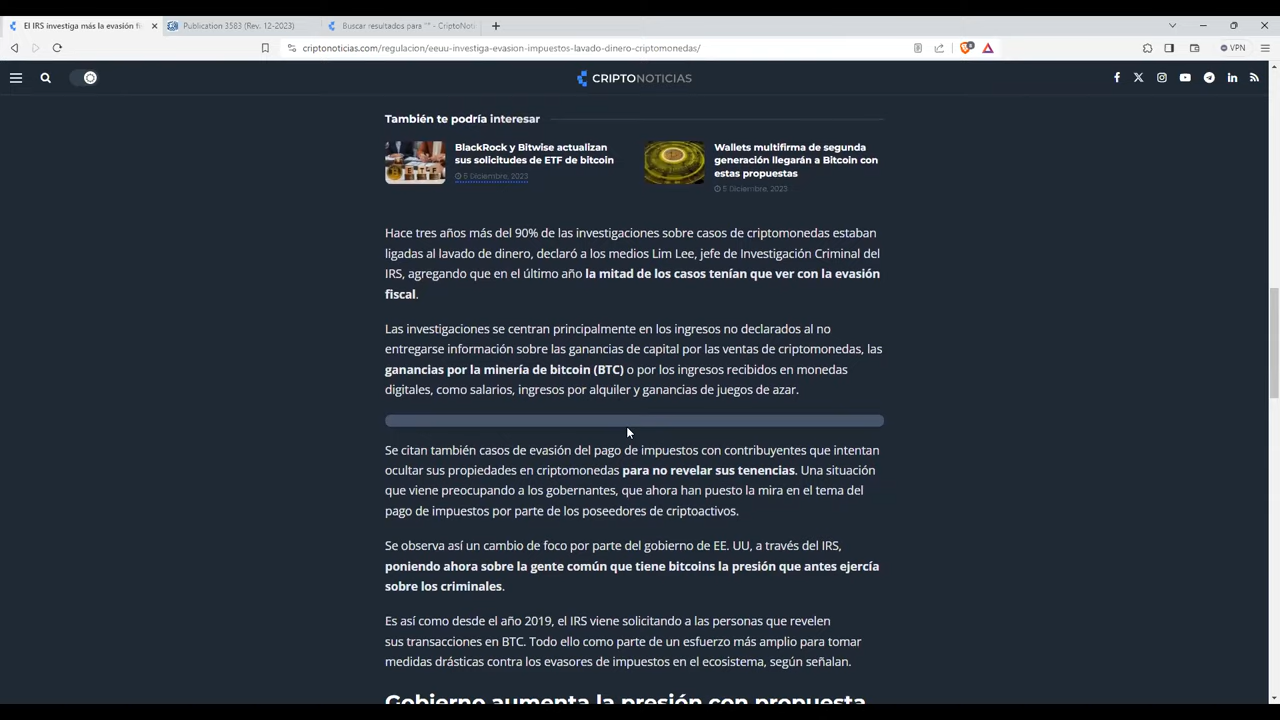 El IRS investiga más la evasión fi
Publication 3583 (Rev. 12-2023)
Buscar resultados para "" - CriptoNoti
criptonoticias.com/regulacion/eeuu-investiga-evasion-impuestos-lavado-dinero-criptomonedas/
VPN
CRIPTONOTICIAS
También te podría interesar
BlackRock y Bitwise actualizan
sus solicitudes de ETF de bitcoin
5 Diciembre, 2023
Wallets multifirma de segunda
generación llegarán a Bitcoin con
estas propuestas
5 Diciembre, 2023
Hace tres años más del 90% de las investigaciones sobre casos de criptomonedas estaban
ligadas al lavado de dinero, declaró a los medios Lim Lee, jefe de Investigación Criminal del
IRS, agregando que en el último año la mitad de los casos tenían que ver con la evasión
fiscal.
Las investigaciones se centran principalmente en los ingresos no declarados al no
entregarse información sobre las ganancias de capital por las ventas de criptomonedas, las
ganancias por la minería de bitcoin (BTC) o por los ingresos recibidos en monedas
digitales, como salarios, ingresos por alquiler y ganancias de juegos de azar.
Se citan también casos de evasión del pago de impuestos con contribuyentes que intentan
ocultar sus propiedades en criptomonedas para no revelar sus tenencias. Una situación
que viene preocupando a los gobernantes, que ahora han puesto la mira en el tema del
pago de impuestos por parte de los poseedores de criptoactivos.
Se observa así un cambio de foco por parte del gobierno de EE. UU, a través del IRS,
poniendo ahora sobre la gente común que tiene bitcoins la presión que antes ejercía
sobre los criminales.
Es así como desde el año 2019, el IRS viene solicitando a las personas que revelen
sus transacciones en BTC. Todo ello como parte de un esfuerzo más amplio para tomar
medidas drásticas contra los evasores de impuestos en el ecosistema, según señalan.
Gobierno aumenta la presión con propuesta